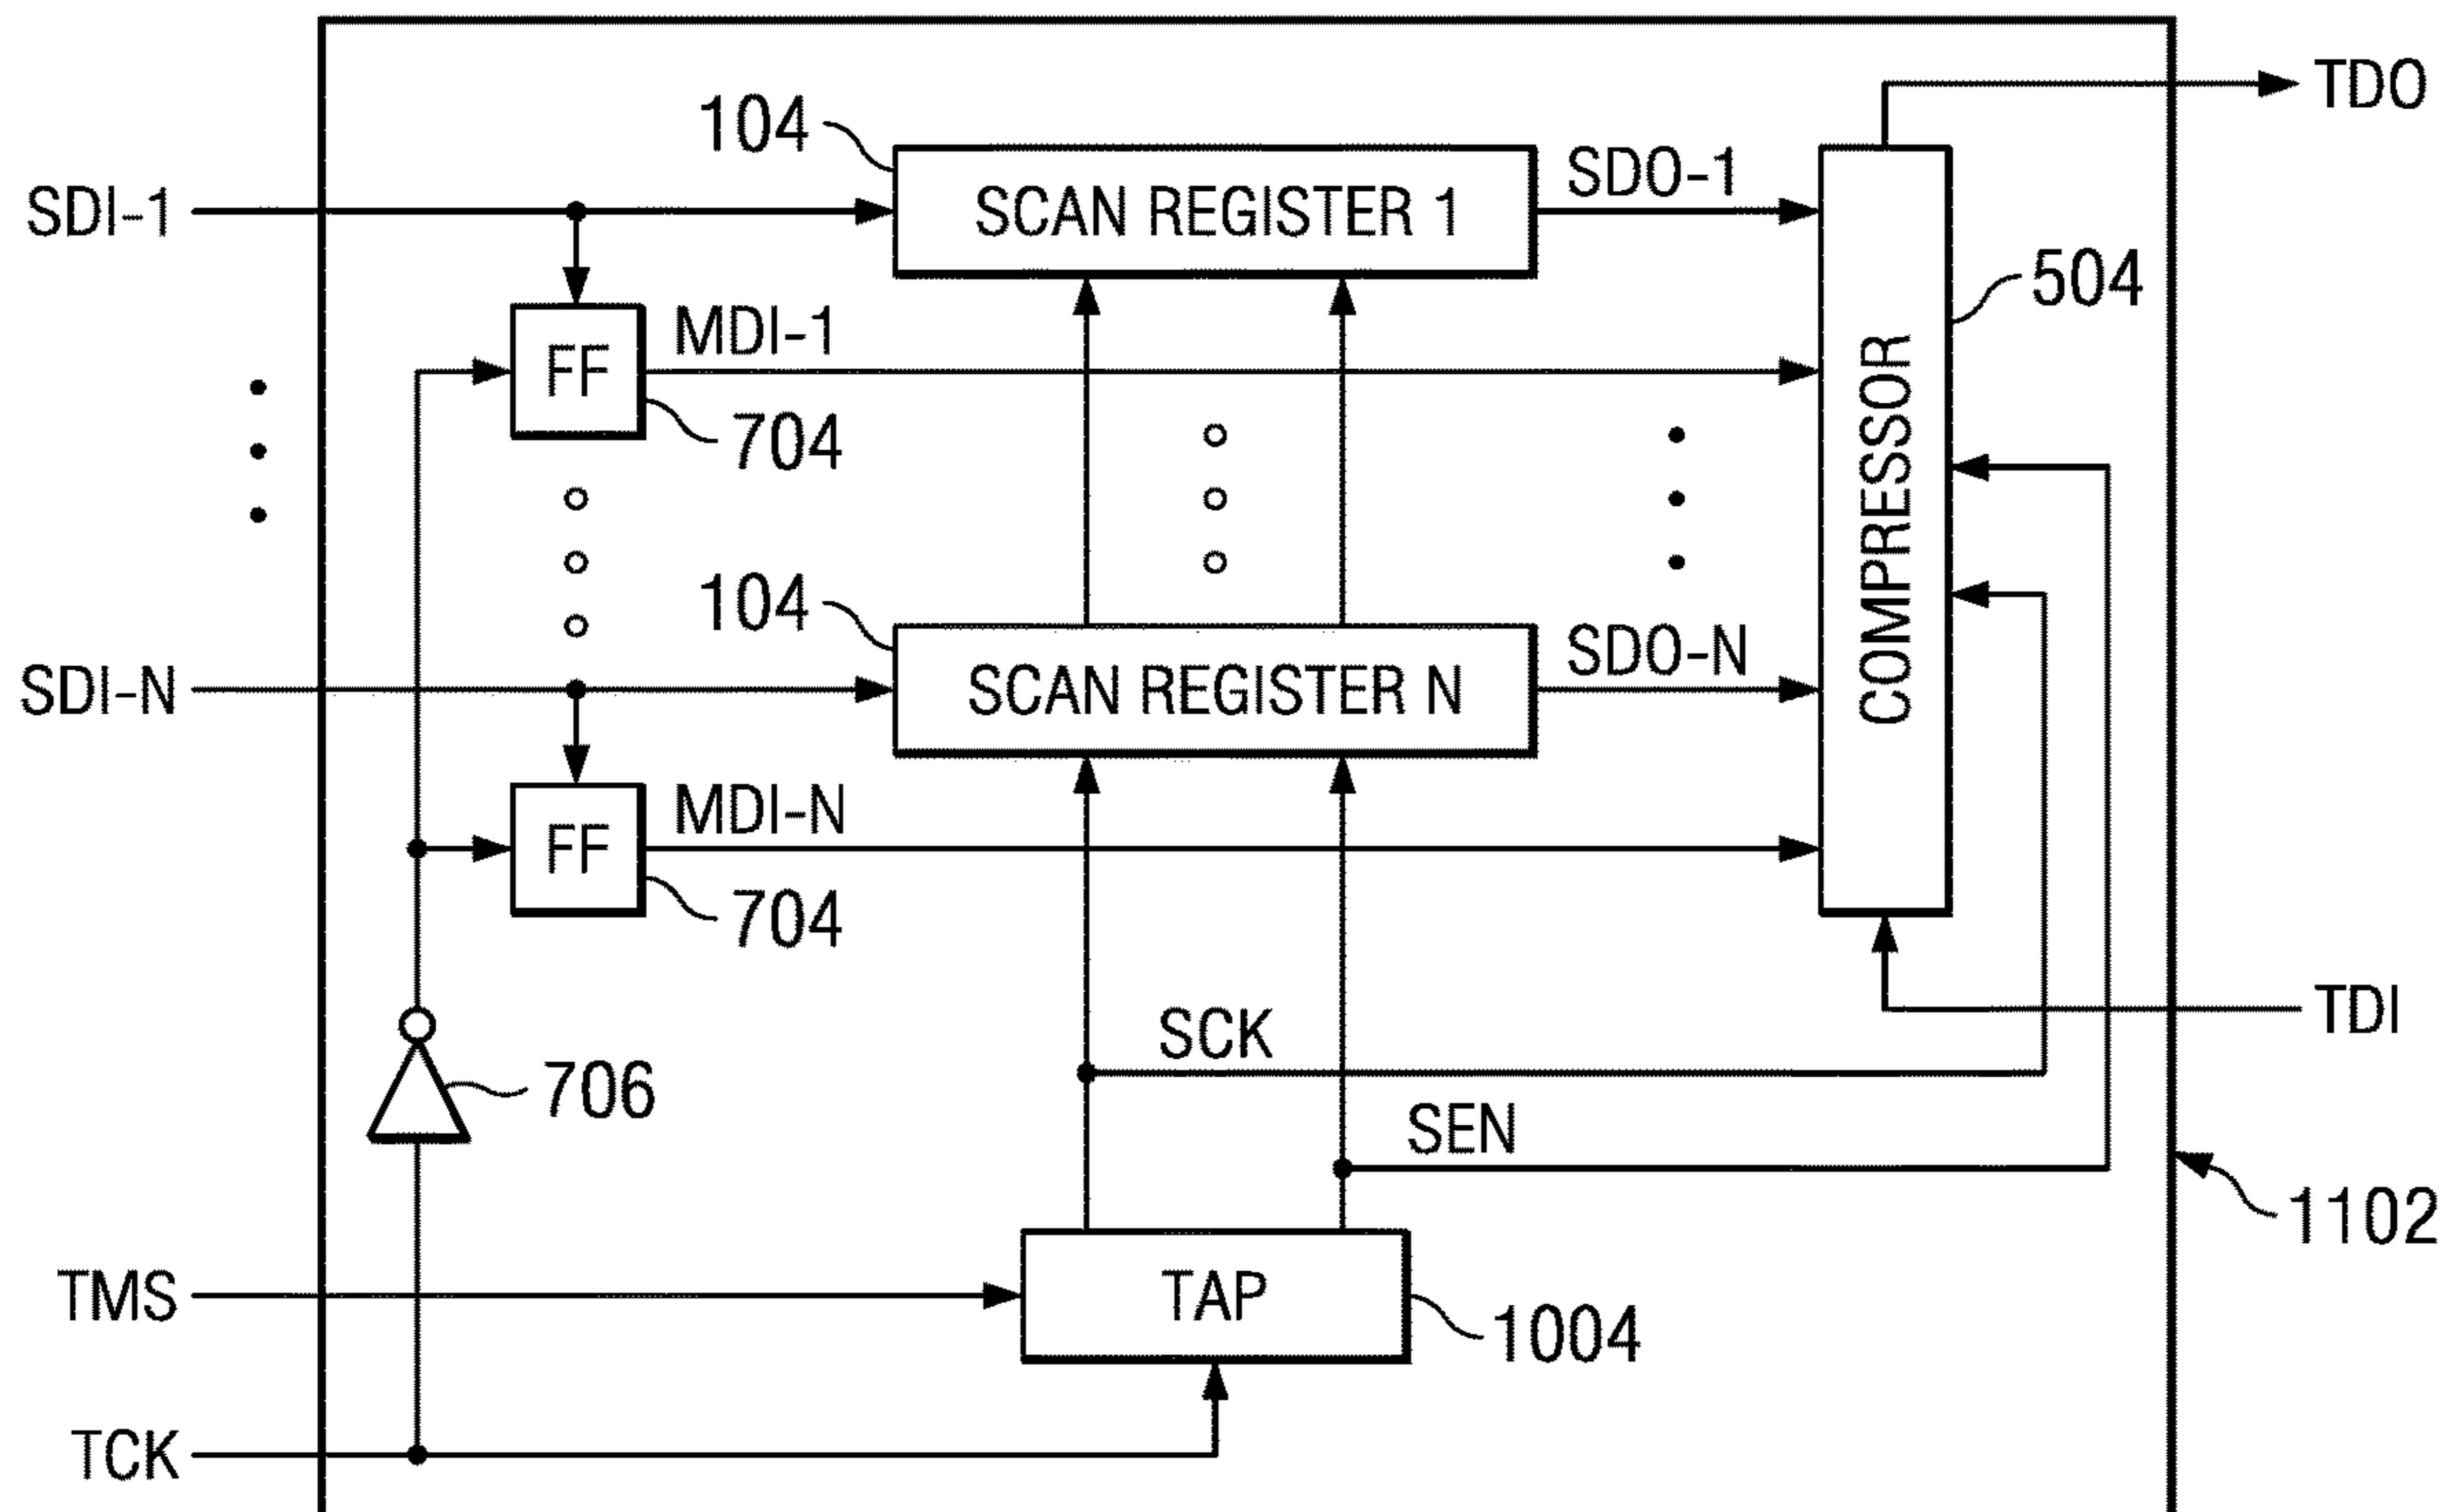 TDO
104
SDI-1
SCAN REGISTER 1
SDO-1
504
MDI-1
FF
704
COMPRESSOR
104
SDI-N
SCAN REGISTER N
SDO-N
MDI-N
FF
704
TDI
SCK
706
SEN
1102
TMS
TAP
1004
TCK